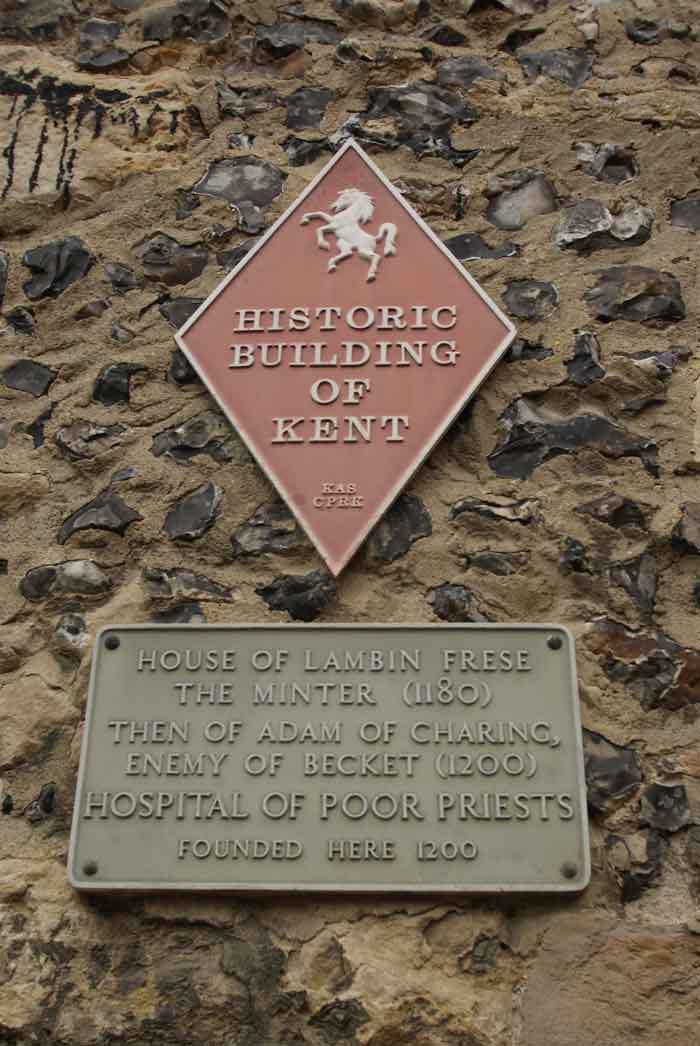 HISTORIC
BUILDING
OF
KENT
KAS
CPRK
HOUSE OF LAMBIN FRESE
THE MINTER (1180)
THEN OF ADAM OF CHARING,
ENEMY OF BECKET (1200)
HOSPITAL OF POOR PRIESTS
FOUNDED HERE 1200